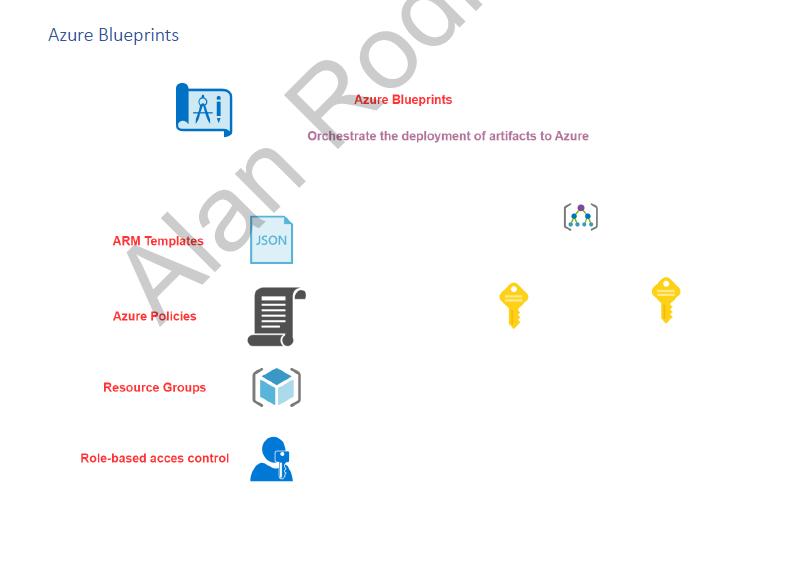 Azure Blueprints
Azure Blueprints
Orchestrate the deployment of artifacts to Azure
ARM Templates
JSON
Azure Policies
Resource Groups
Role-based acces control
Alan Rod